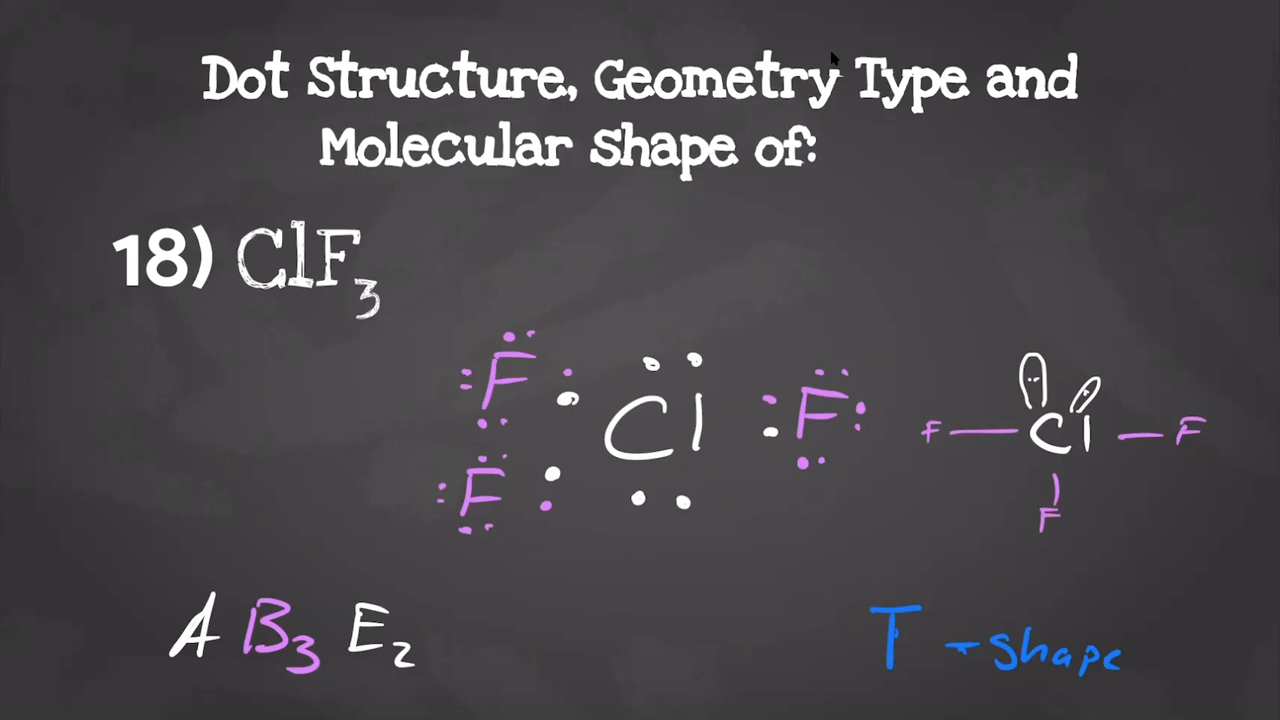 Dot Structure, Geometry Type and
Molecular Shape of:
18) ClF₃
F Cl F
F
F — Cl — F
F
A B₃ E₂
T - shape